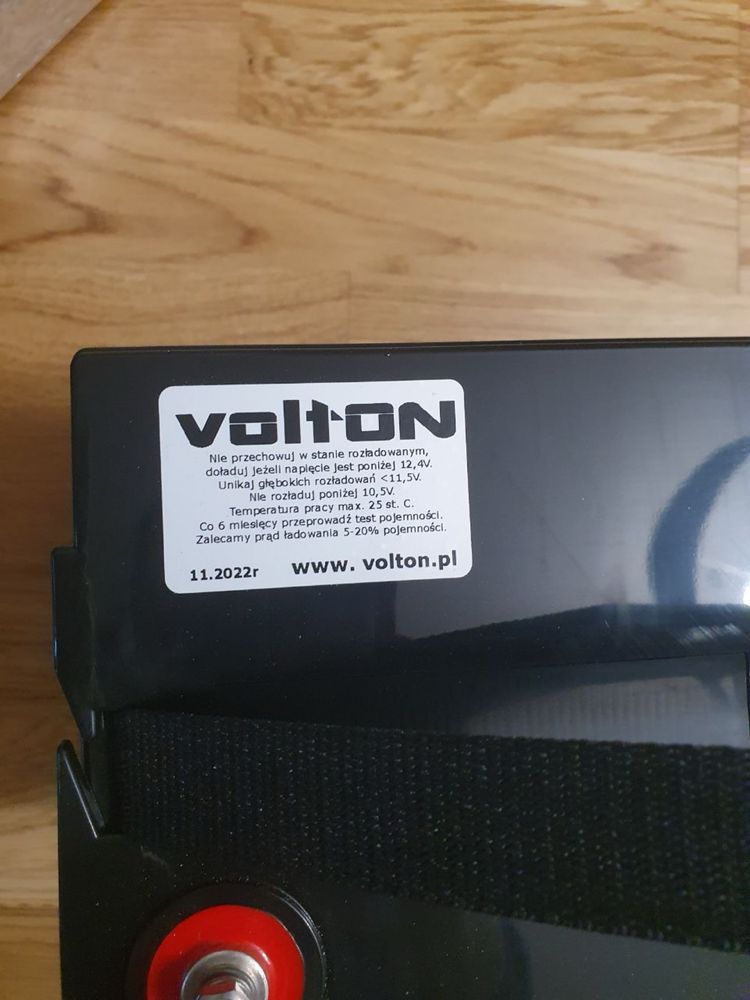 volton
Nie przechowuj w stanie rozładowanym,
doładuj jeżeli napięcie jest poniżej 12,4V.
Unikaj głębokich rozładowań <11,5V.
Nie rozładuj poniżej 10,5V.
Temperatura pracy max. 25 st. C.
Co 6 miesięcy przeprowadź test pojemności.
Zalecamy prąd ładowania 5-20% pojemności.
11.2022r www. volton.pl